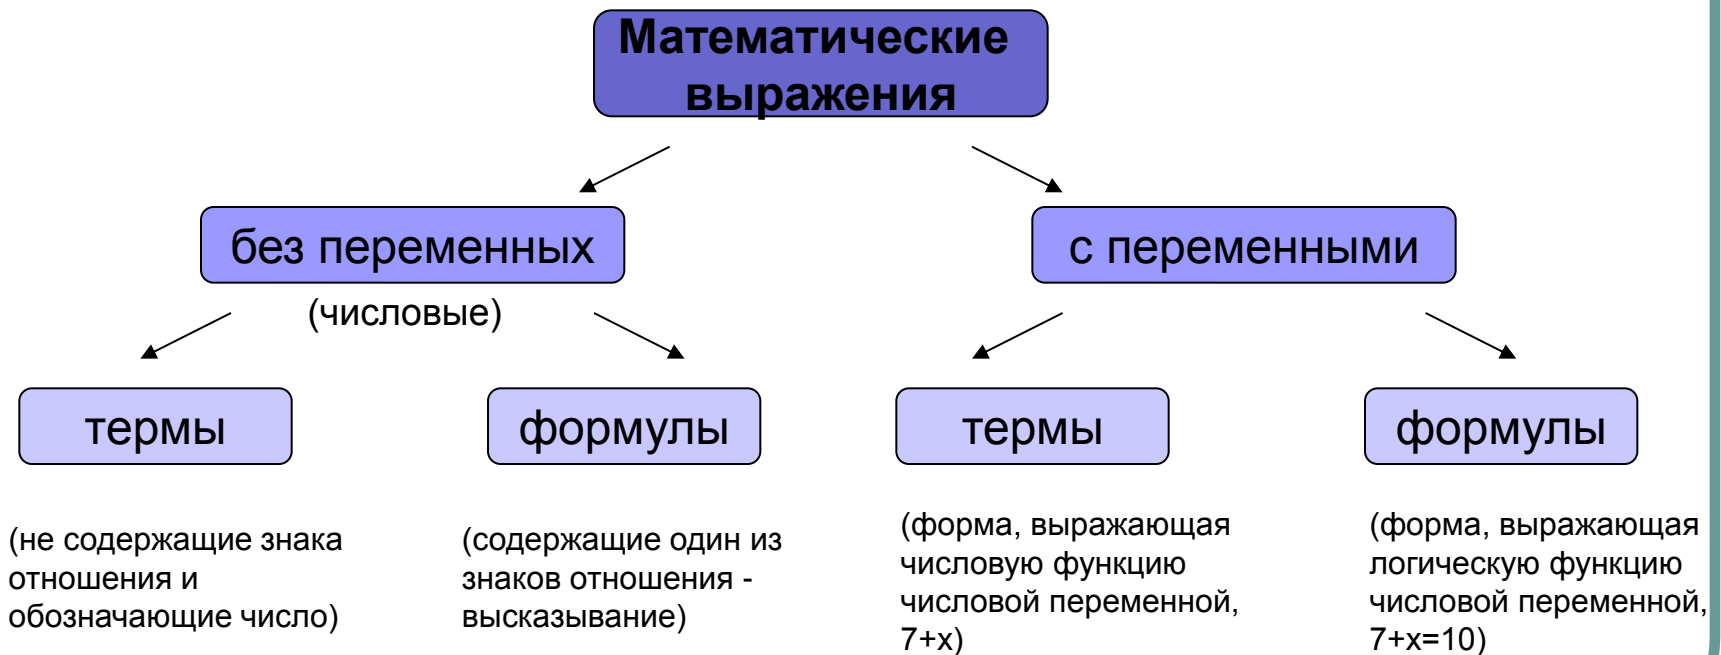 Математические
выражения
без переменных
с переменными
(числовые)
термы
формулы
термы
формулы
(не содержащие знака
отношения и
обозначающие число)
(содержащие один из
знаков отношения -
высказывание)
(форма, выражающая
числовую функцию
числовой переменной,
7+х)
(форма, выражающая
логическую функцию
числовой переменной,
7+х=10)